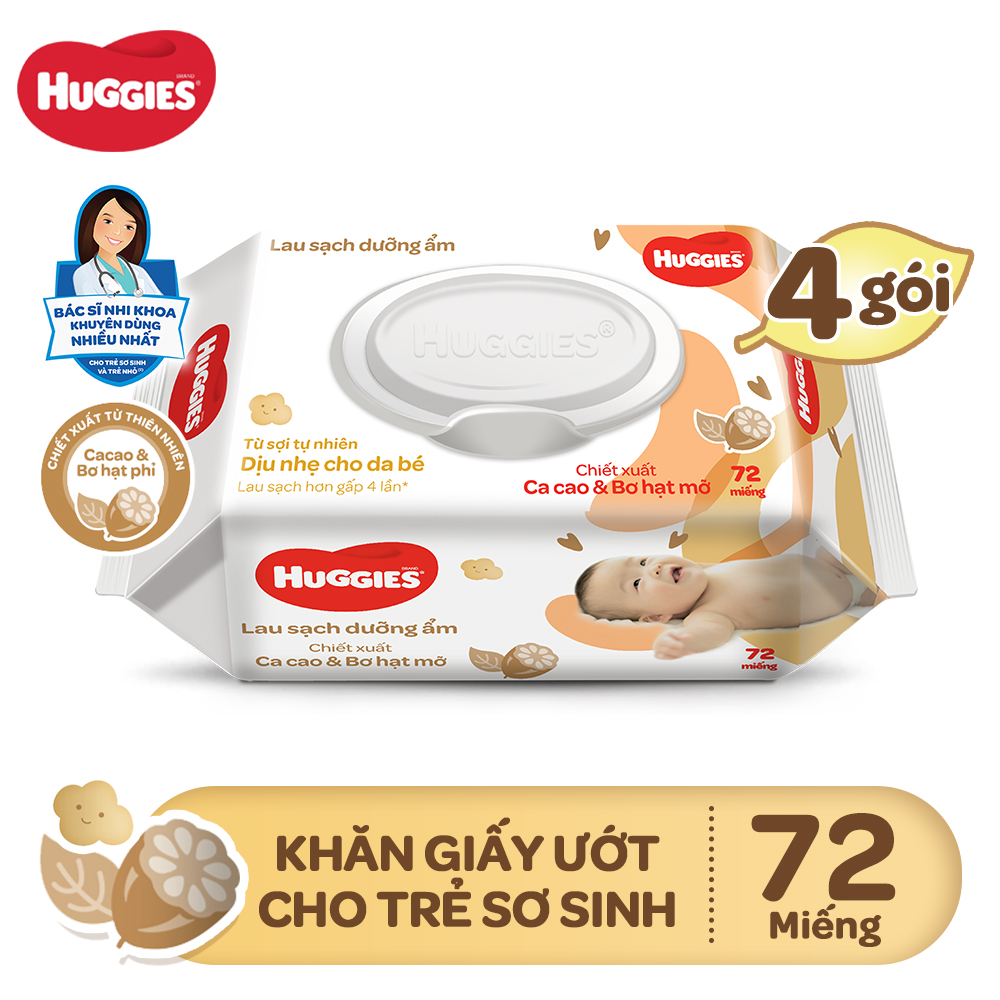 HUGGIES
BRAND
®
BÁC SĨ NHI KHOA
KHUYÊN DÙNG
NHIỀU NHẤT
CHO TRẺ SƠ SINH
VÀ TRẺ NHỎ
CHIẾT XUẤT TỪ THIÊN NHIÊN
Cacao &
Bơ hạt phỉ
Lau sạch dưỡng ẩm
HUGGIES
4 gói
HUGGIES®
HUGGIES
HUGGIES
Từ sợi tự nhiên
Dịu nhẹ cho da bé
Lau sạch hơn gấp 4 lần*
Chiết xuất
Ca cao & Bơ hạt mỡ
72
miếng
HUGGIES
BRAND
®
Lau sạch dưỡng ẩm
Chiết xuất
Ca cao & Bơ hạt mỡ
72
miếng
KHĂN GIẤY ƯỚT
CHO TRẺ SƠ SINH
72
Miếng